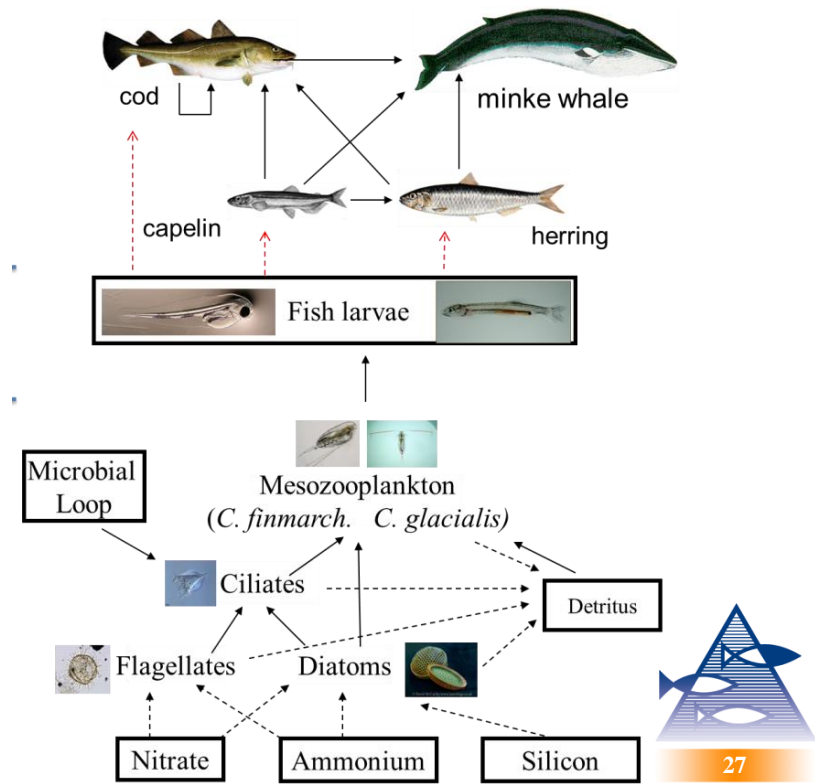 cod
minke whale
capelin
herring
Fish larvae
Microbial
Loop
Mesozooplankton
(C. finmarch. C. glacialis)
Ciliates
Detritus
Flagellates
Diatoms
Nitrate
Ammonium
Silicon
27